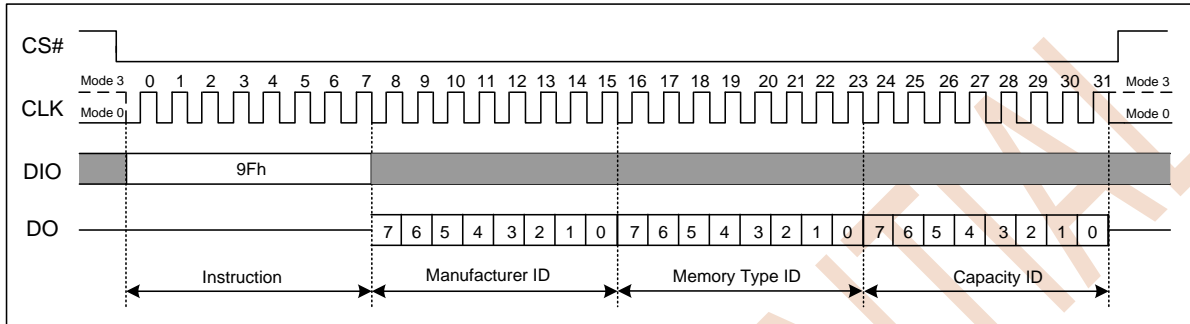 CS#
Mode 3 0 1 2 3 4 5 6 7 8 9 10 11 12 13 14 15 16 17 18 19 20 21 22 23 24 25 26 27 28 29 30 31 Mode 3
CLK
Mode 0 Mode 0
DIO 9Fh
DO 7 6 5 4 3 2 1 0 7 6 5 4 3 2 1 0 7 6 5 4 3 2 1 0
Instruction Manufacturer ID Memory Type ID Capacity ID
NTIAL